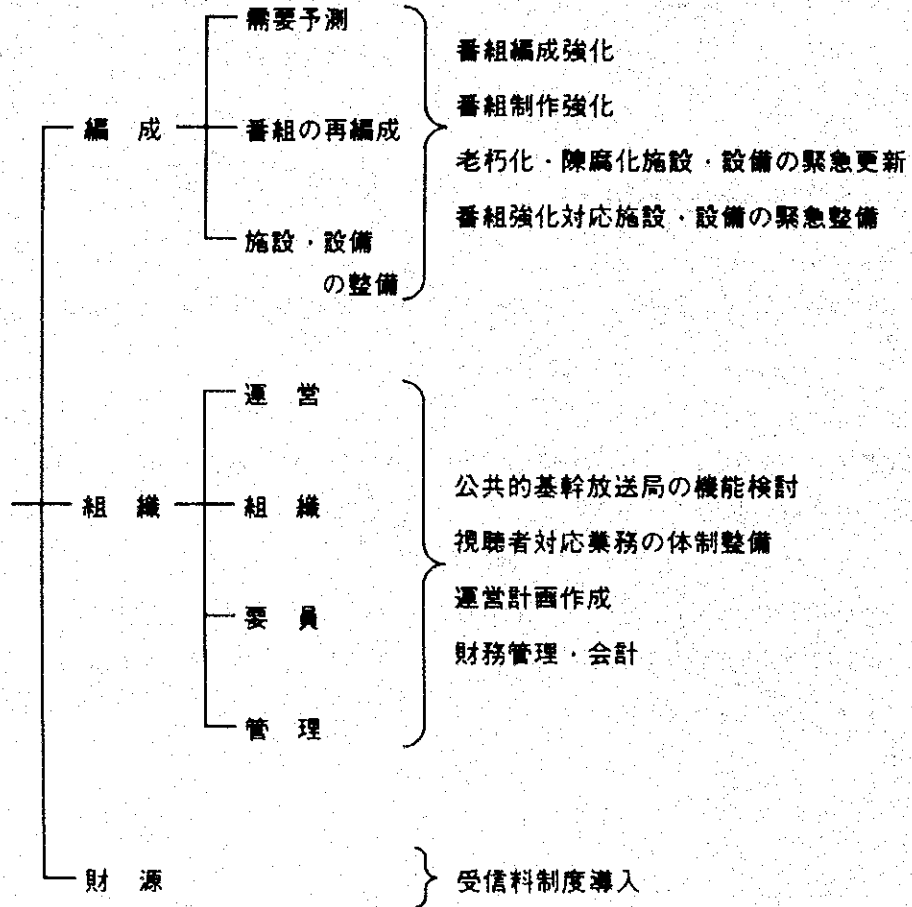 編成
需要予測
番組の再編成
施設・設備
の整備
番組編成強化
番組制作強化
老朽化・陳腐化施設・設備の緊急更新
番組強化対応施設・設備の緊急整備
組織
運営
組織
要員
管理
公共的基幹放送局の機能検討
視聴者対応業務の体制整備
運営計画作成
財務管理・会計
財源
受信料制度導入